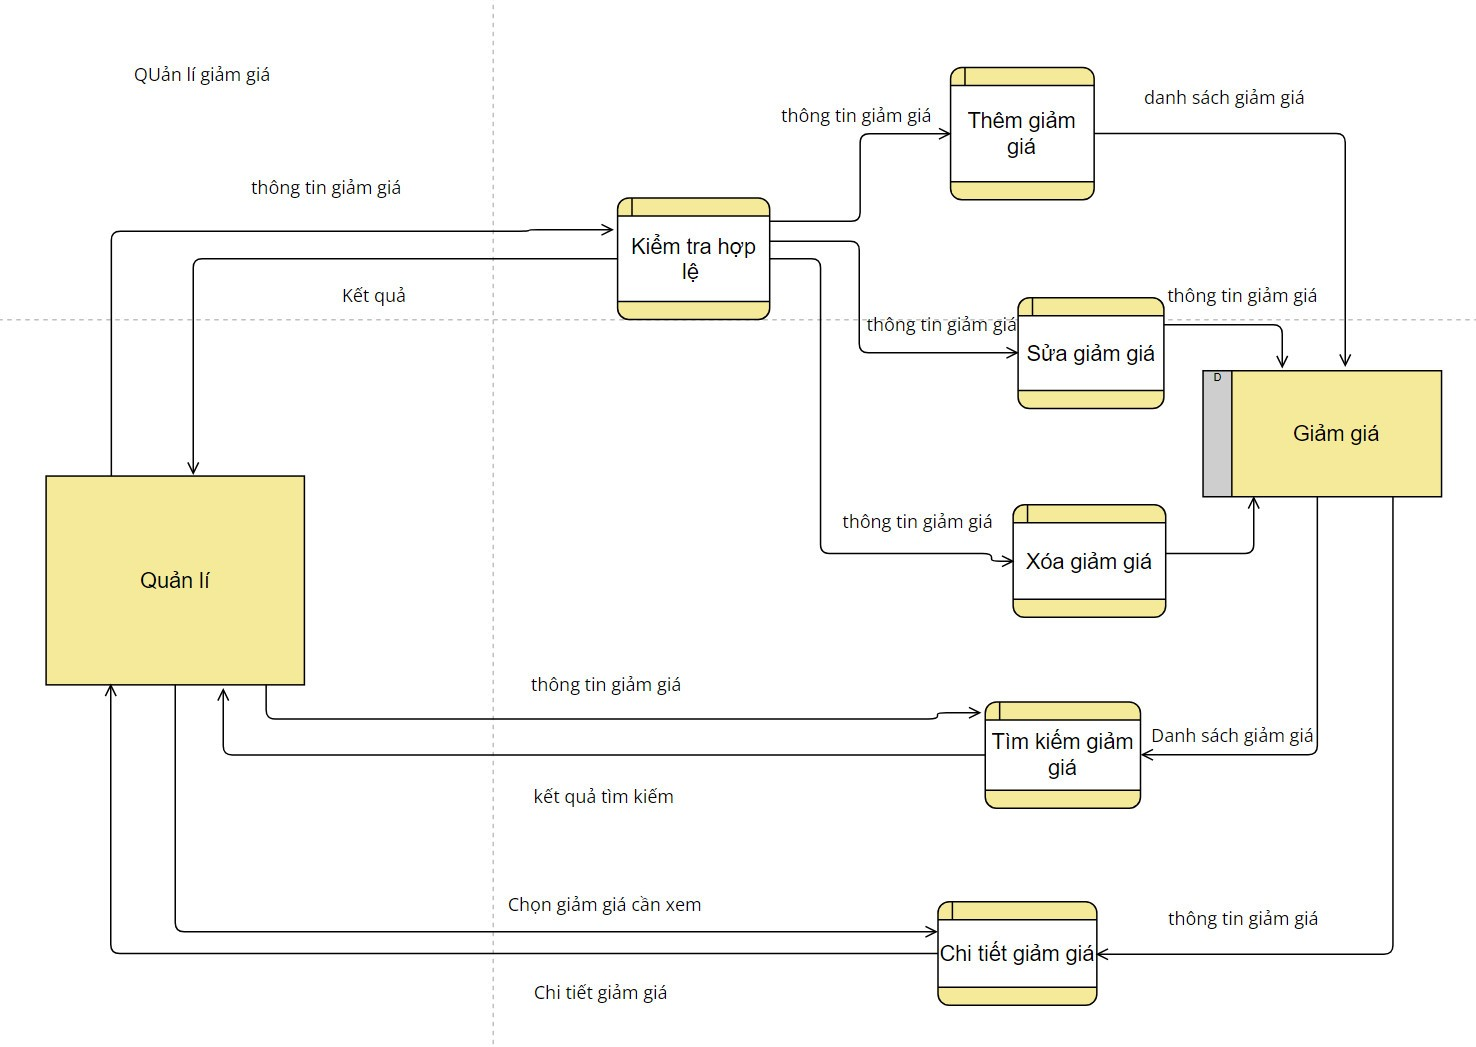 QUản lí giảm giá
thông tin giảm giá
danh sách giảm giá
Thêm giảm
giá
thông tin giảm giá
Kiểm tra hợp
lệ
Kết quả
thông tin giảm giá
thông tin giảm giá
Sửa giảm giá
D
Giảm giá
thông tin giảm giá
Xóa giảm giá
Quản lí
thông tin giảm giá
Tìm kiếm giảm
giá
Danh sách giảm giá
kết quả tìm kiếm
Chọn giảm giá cần xem
thông tin giảm giá
Chi tiết giảm giá
Chi tiết giảm giá